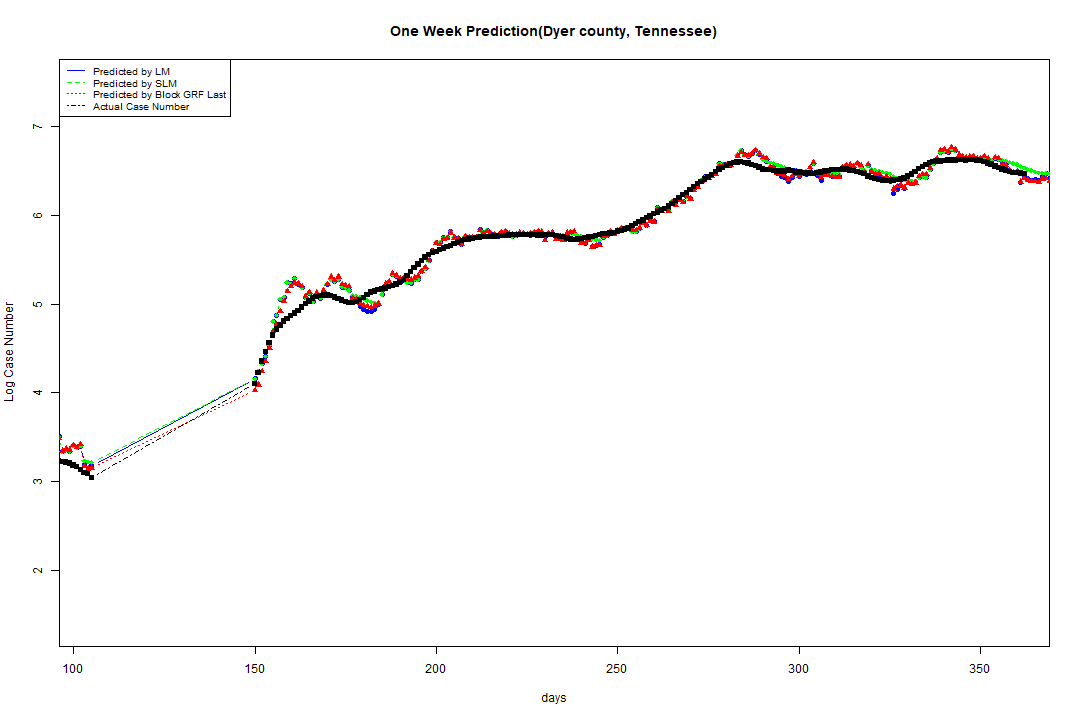 One Week Prediction(Dyer county, Tennessee)
Predicted by LM
Predicted by SLM
Predicted by Block GRF Last
Actual Case Number
7
6
5
4
3
2
Log Case Number
100 150 200 250 300 350
days